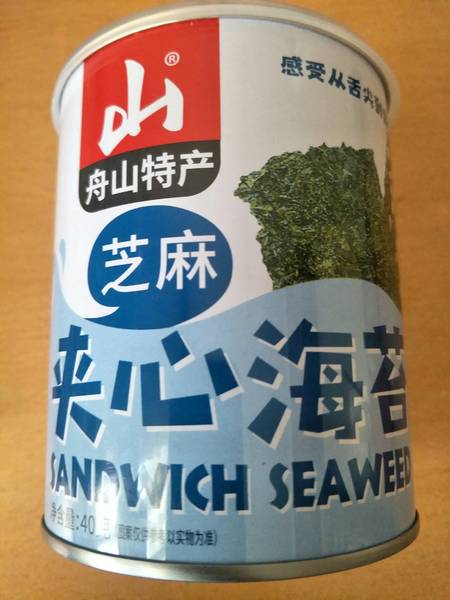 山®
舟山特产
感受从舌尖
芝麻
夹心海苔
SANDWICH SEAWEED
净含量:40克(图案仅供参考以实物为准)